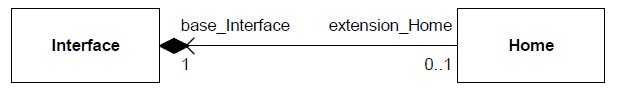 base_Interface extension_Home
Interface Home
1 0..1